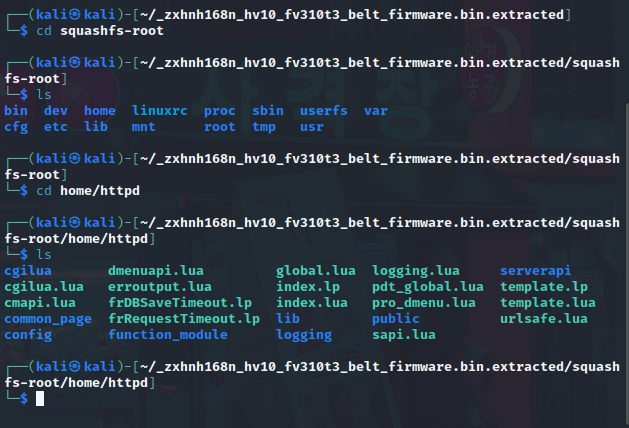 ┌──(kali㉿kali)-[~/_zxhnh168n_hv10_fv310t3_belt_firmware.bin.extracted]
└─$ cd squashfs-root
┌──(kali㉿kali)-[~/_zxhnh168n_hv10_fv310t3_belt_firmware.bin.extracted/squash
fs-root]
└─$ ls
bin dev home linuxrc proc sbin userfs var
cfg etc lib mnt root tmp usr
┌──(kali㉿kali)-[~/_zxhnh168n_hv10_fv310t3_belt_firmware.bin.extracted/squash
fs-root]
└─$ cd home/httpd
┌──(kali㉿kali)-[~/_zxhnh168n_hv10_fv310t3_belt_firmware.bin.extracted/squash
fs-root/home/httpd]
└─$ ls
cgilua dmenuapi.lua global.lua logging.lua serverapi
cgilua.lua erroutput.lua index.lp pdt_global.lua template.lp
cmapi.lua frDBSaveTimeout.lp index.lua pro_dmenu.lua template.lua
common_page frRequestTimeout.lp lib public urlsafe.lua
config function_module logging sapi.lua
┌──(kali㉿kali)-[~/_zxhnh168n_hv10_fv310t3_belt_firmware.bin.extracted/squash
fs-root/home/httpd]
└─$
사격장